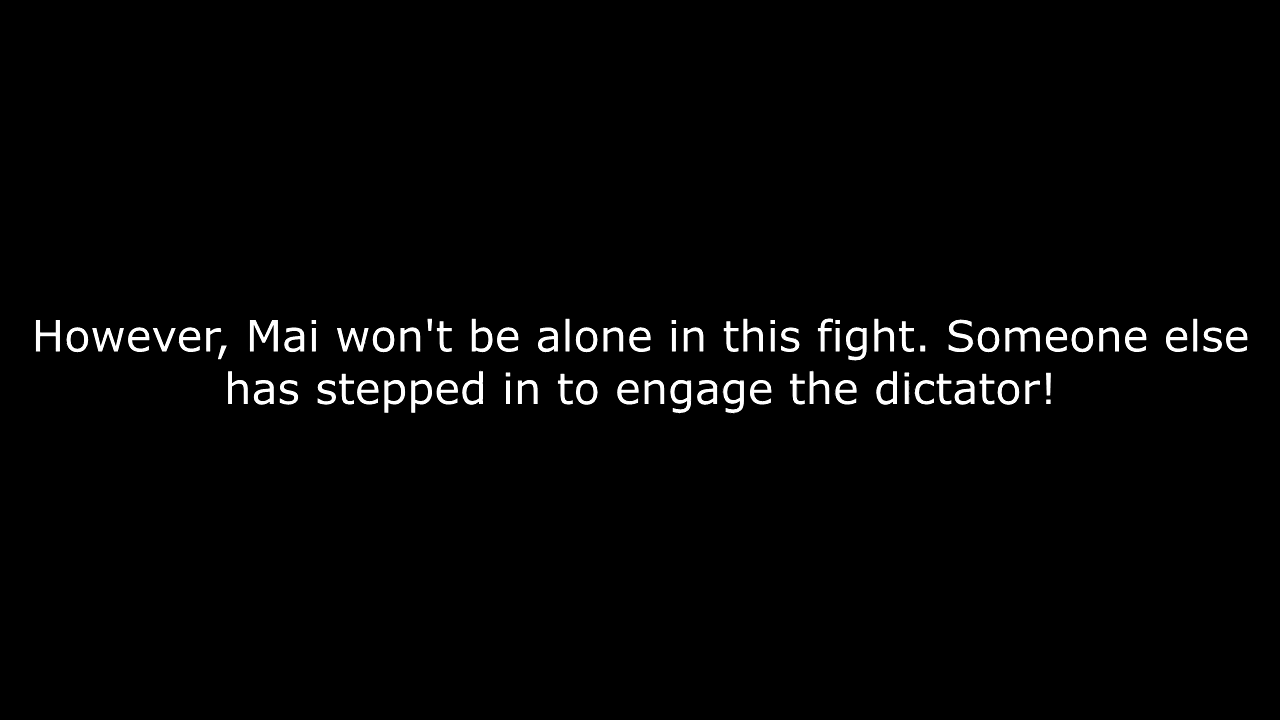 However, Mai won't be alone in this fight. Someone else
has stepped in to engage the dictator!